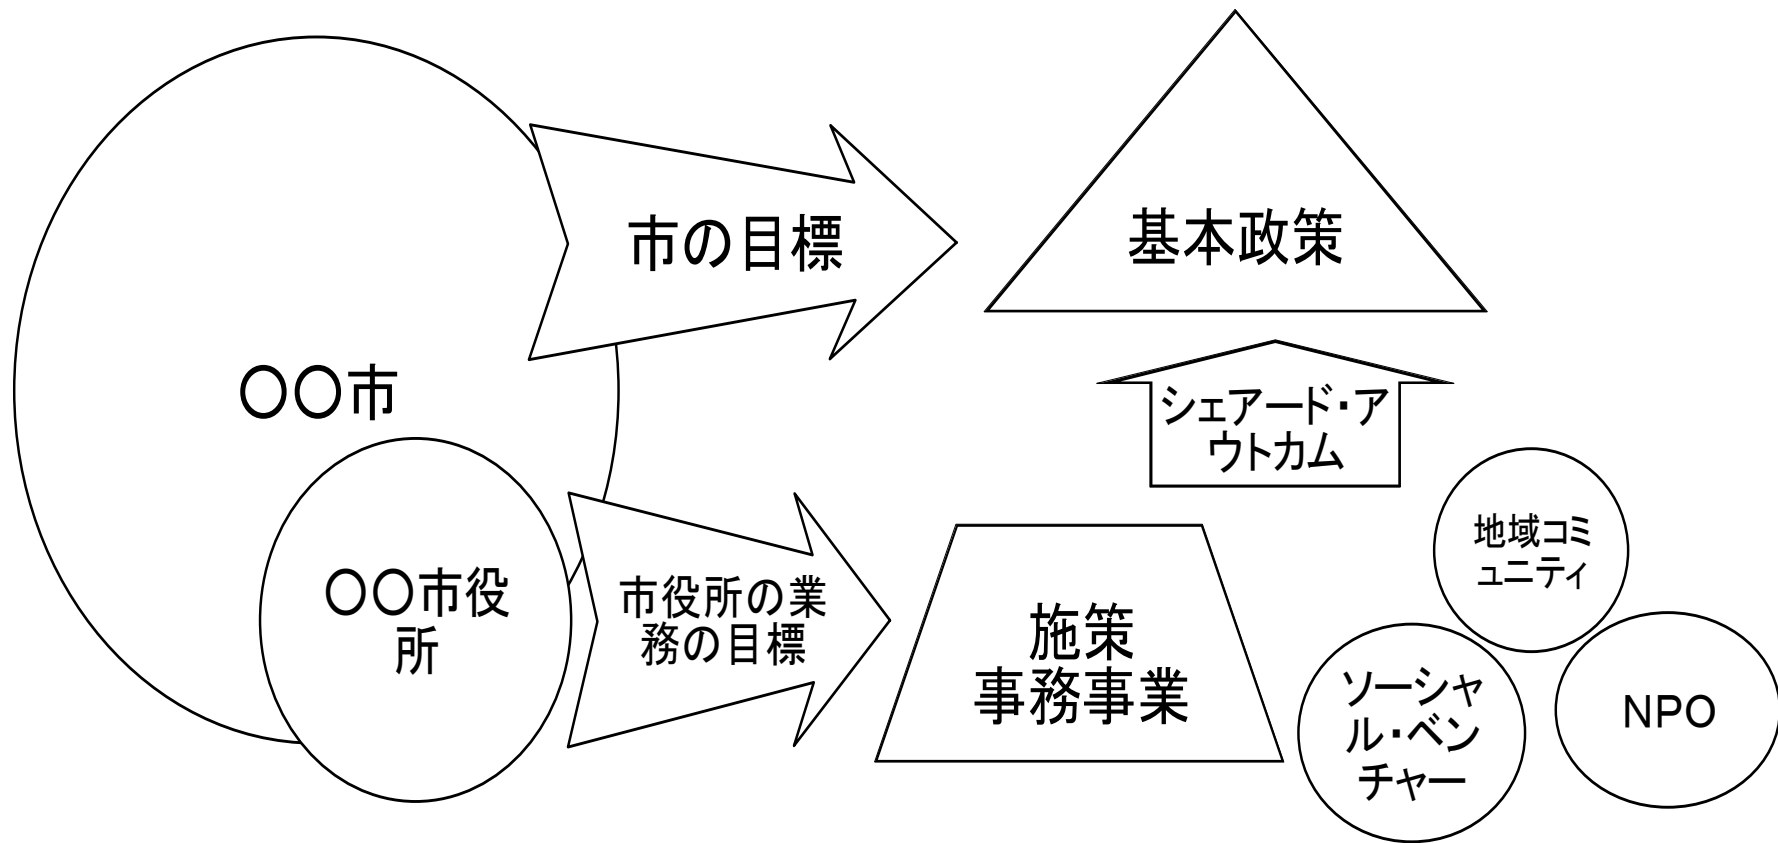 市の目標
基本政策
〇〇市
シェアード・ア
ウトカム
〇〇市役
所
市役所の業
務の目標
施策
事務事業
地域コミ
ュニティ
ソーシャ
ル・ベン
チャー
NPO